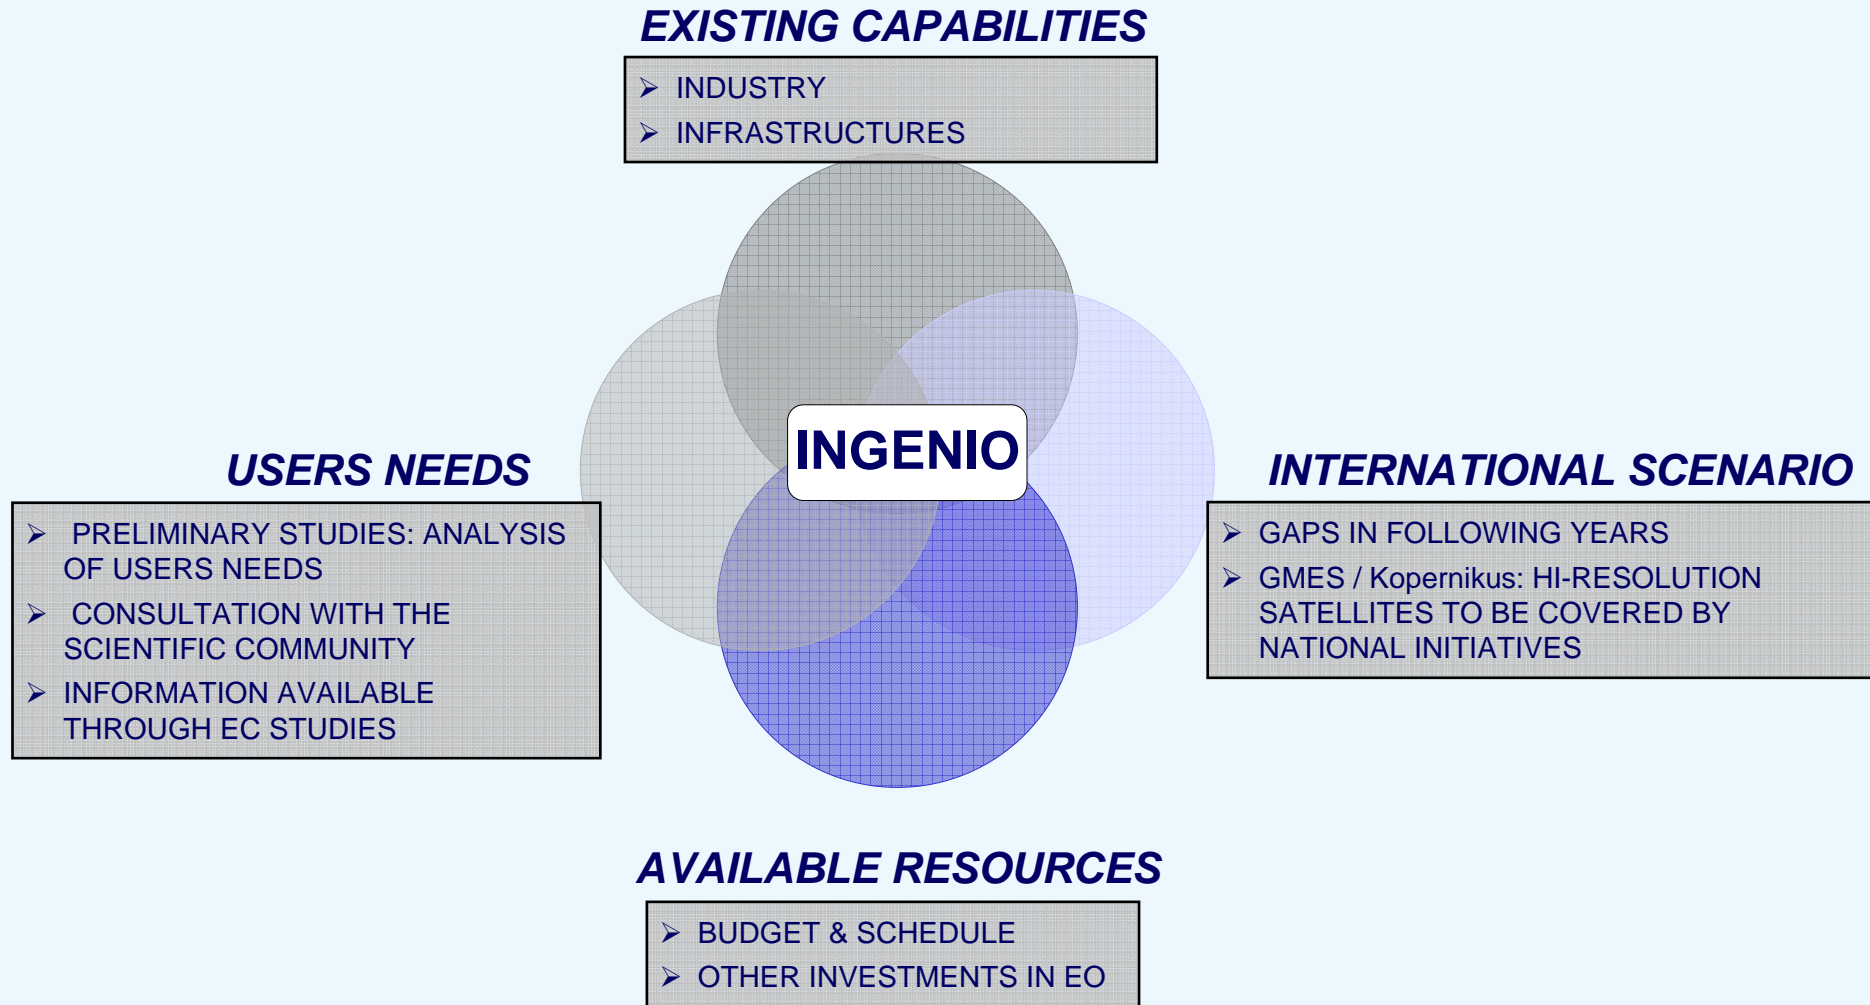 EXISTING CAPABILITIES
➢ INDUSTRY
➢ INFRASTRUCTURES
INGENIO
USERS NEEDS
➢ PRELIMINARY STUDIES: ANALYSIS
OF USERS NEEDS
➢ CONSULTATION WITH THE
SCIENTIFIC COMMUNITY
➢ INFORMATION AVAILABLE
THROUGH EC STUDIES
INTERNATIONAL SCENARIO
➢ GAPS IN FOLLOWING YEARS
➢ GMES / Kopernikus: HI-RESOLUTION
SATELLITES TO BE COVERED BY
NATIONAL INITIATIVES
AVAILABLE RESOURCES
➢ BUDGET & SCHEDULE
➢ OTHER INVESTMENTS IN EO